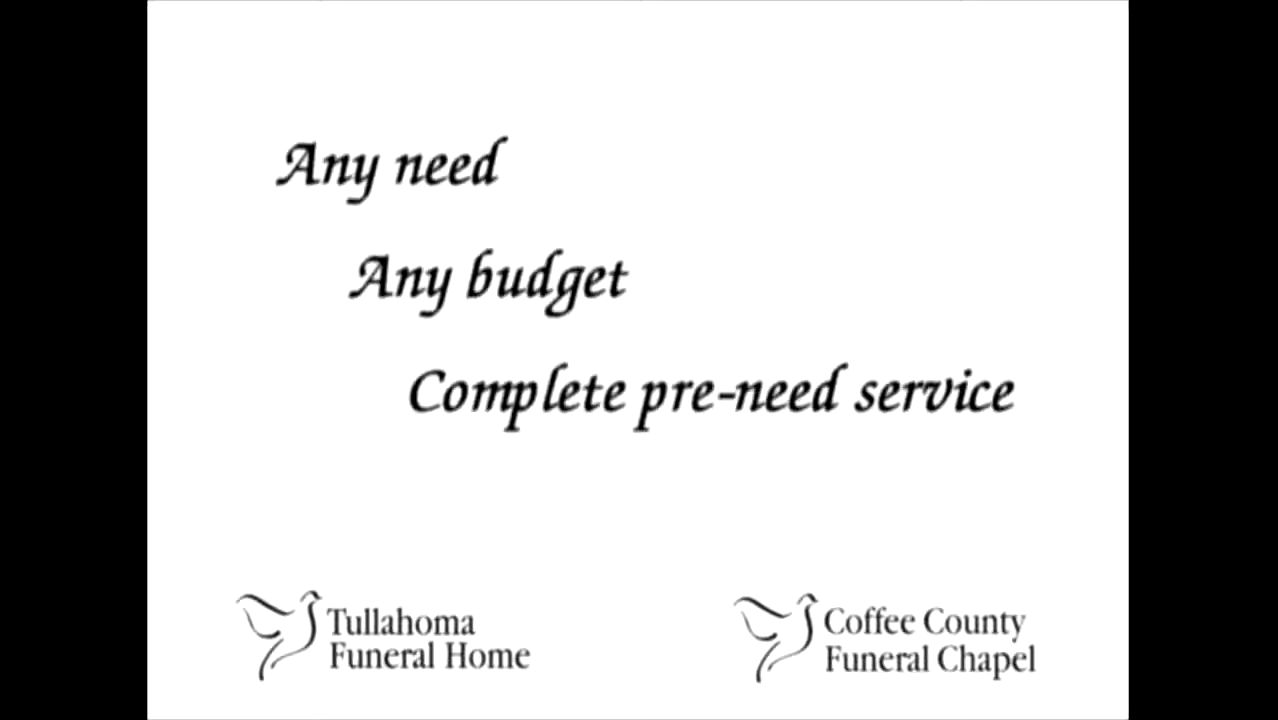 Any need
Any budget
Complete pre-need service
Tullahoma
Funeral Home
Coffee County
Funeral Chapel